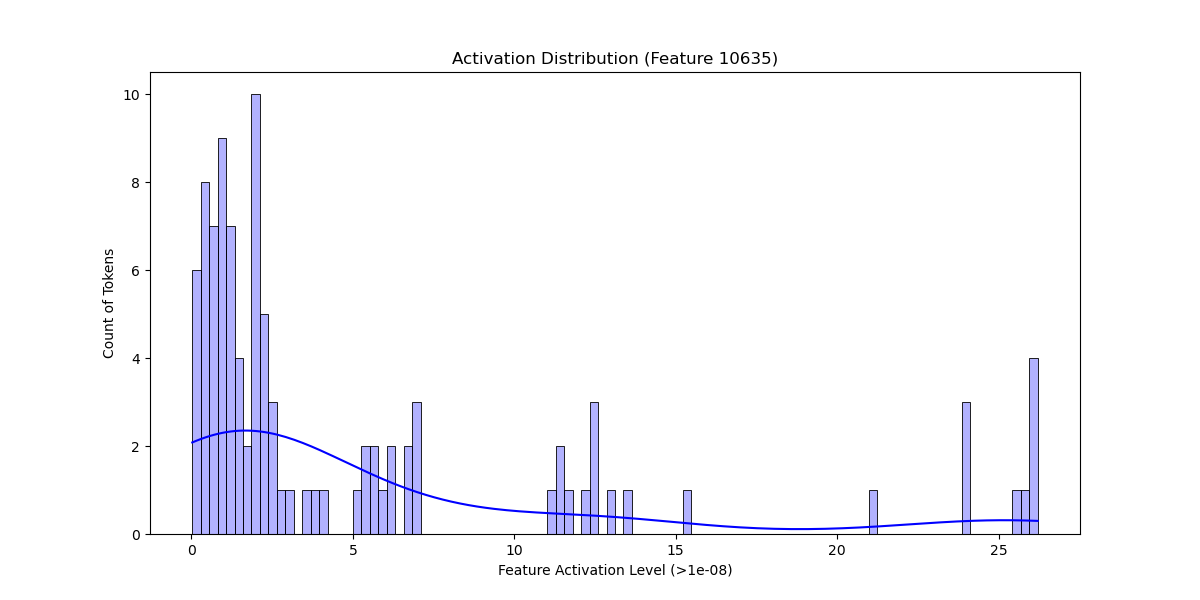 Activation Distribution (Feature 10635)
Count of Tokens
10
8
6
4
2
0
0 5 10 15 20 25
Feature Activation Level (>1e-08)